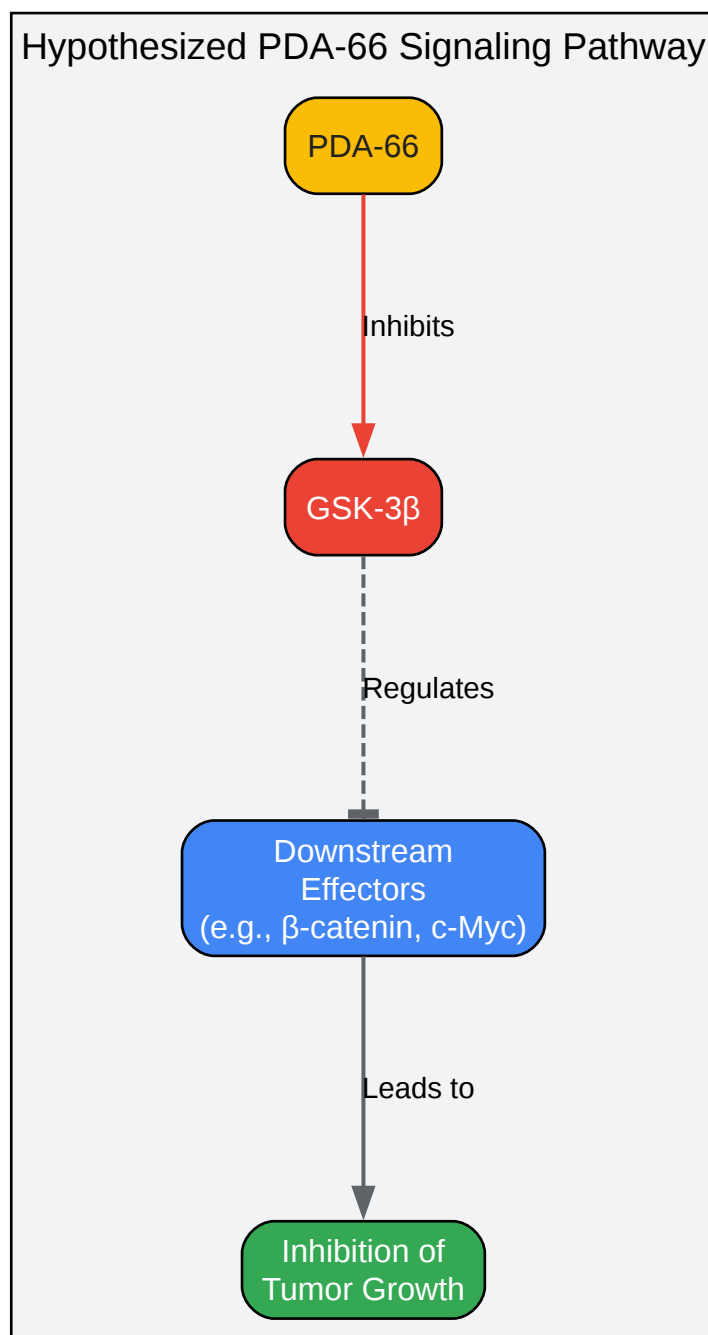 Hypothesized PDA-66 Signaling Pathway
PDA-66
Inhibits
GSK-3β
Regulates
Downstream
Effectors
(e.g., β-catenin, c-Myc)
Leads to
Inhibition of
Tumor Growth